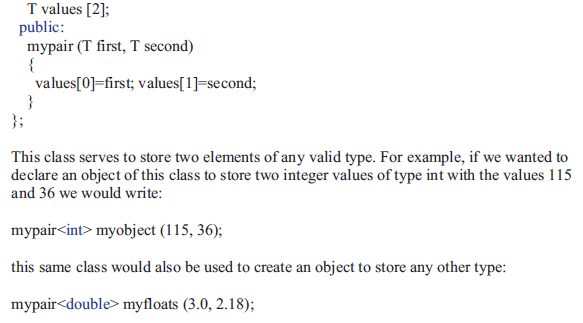 T values [2];
public:
mypair (T first, T second)
{
values[0]=first; values[1]=second;
}
};
This class serves to store two elements of any valid type. For example, if we wanted to
declare an object of this class to store two integer values of type int with the values 115
and 36 we would write:
mypair<int> myobject (115, 36);
this same class would also be used to create an object to store any other type:
mypair<double> myfloats (3.0, 2.18);